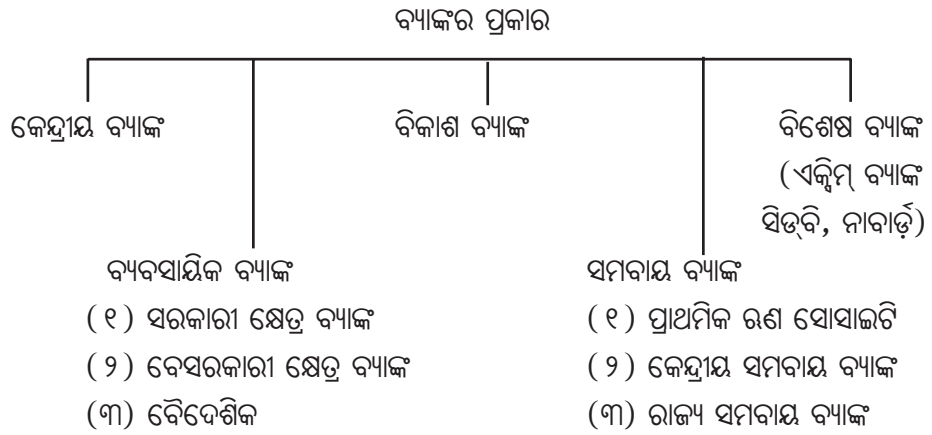 ବ୍ୟାଙ୍କର ପ୍ରକାର
କେନ୍ଦ୍ରୀୟ ବ୍ୟାଙ୍କ
ବିକାଶ ବ୍ୟାଙ୍କ
ବିଶେଷ ବ୍ୟାଙ୍କ
(ଏକ୍ସିମ୍ ବ୍ୟାଙ୍କ
ସିଡ୍‌ବି, ନାବାର୍ଡ଼)
ବ୍ୟବସାୟିକ ବ୍ୟାଙ୍କ
(୧) ସରକାରୀ କ୍ଷେତ୍ର ବ୍ୟାଙ୍କ
(୨) ବେସରକାରୀ କ୍ଷେତ୍ର ବ୍ୟାଙ୍କ
(୩) ବୈଦେଶିକ
ସମବାୟ ବ୍ୟାଙ୍କ
(୧) ପ୍ରାଥମିକ ଋଣ ସୋସାଇଟି
(୨) କେନ୍ଦ୍ରୀୟ ସମବାୟ ବ୍ୟାଙ୍କ
(୩) ରାଜ୍ୟ ସମବାୟ ବ୍ୟାଙ୍କ